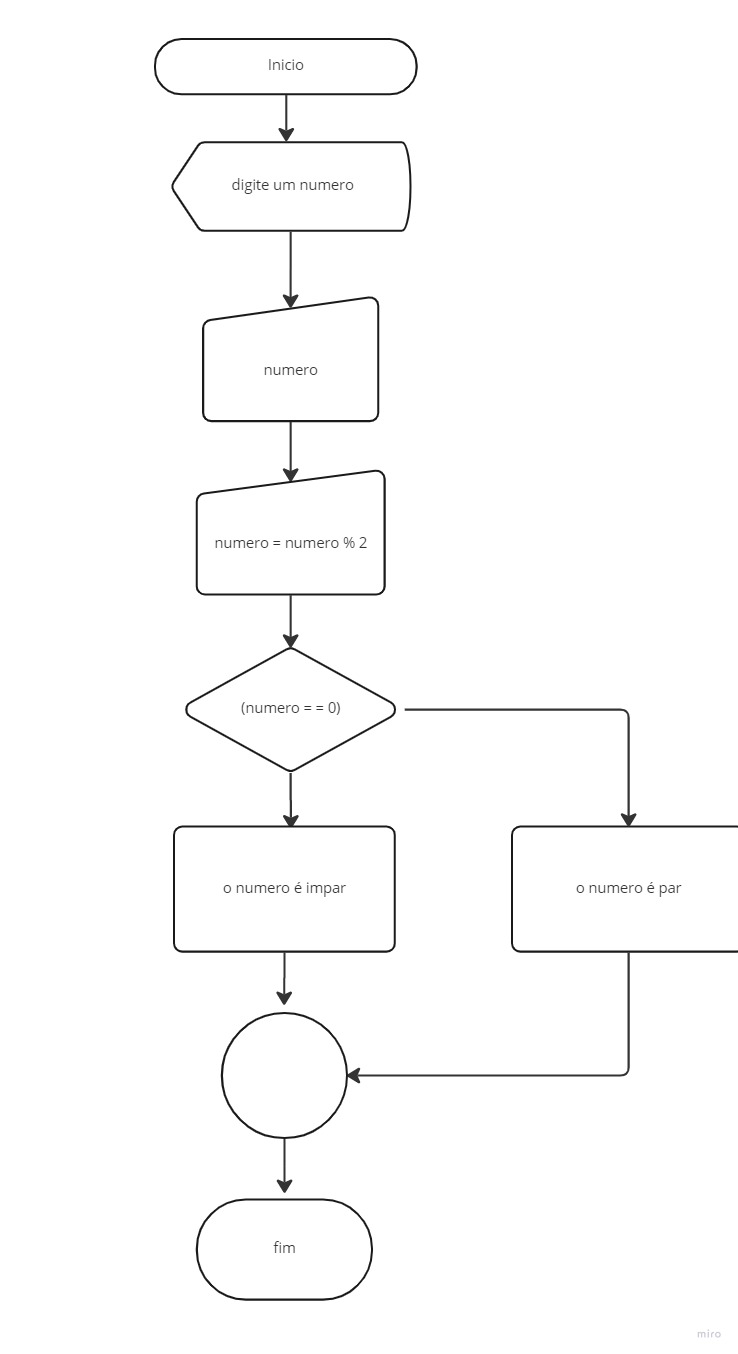 Inicio
digite um numero
numero
numero = numero % 2
(numero = = 0)
o numero é impar
o numero é par
fim
miro